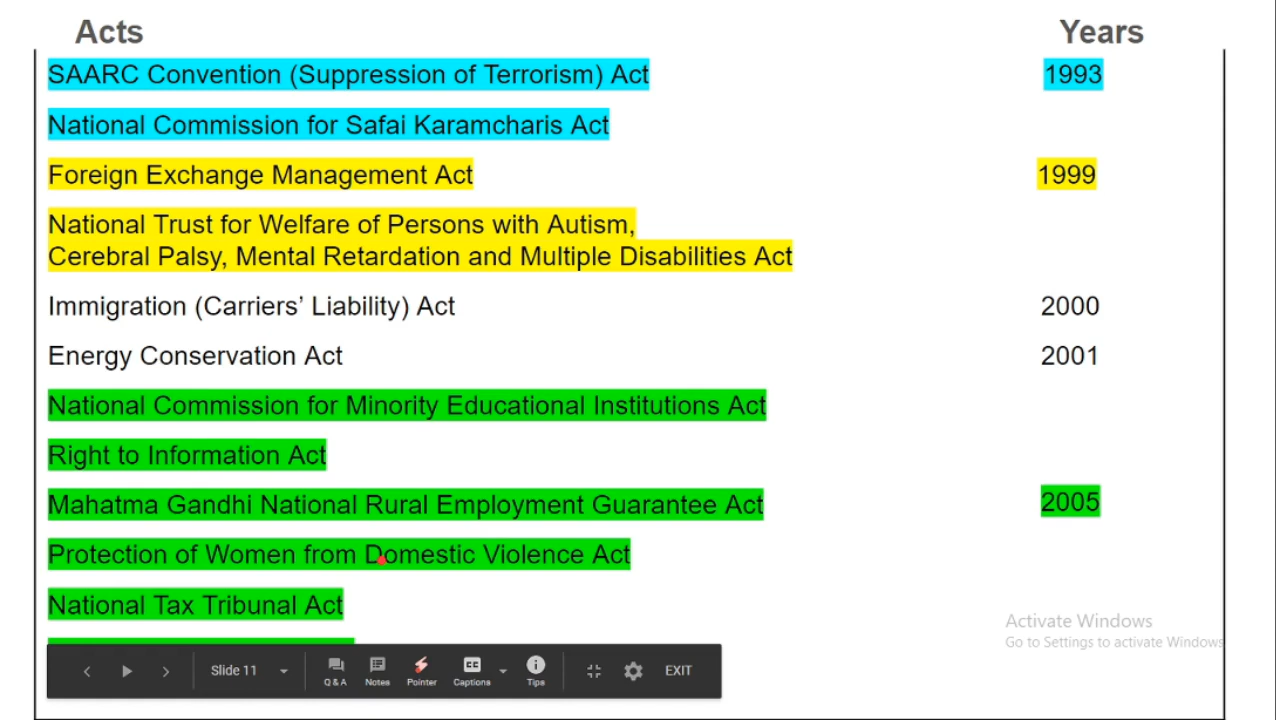 Acts Years
SAARC Convention (Suppression of Terrorism) Act 1993
National Commission for Safai Karamcharis Act
Foreign Exchange Management Act 1999
National Trust for Welfare of Persons with Autism,
Cerebral Palsy, Mental Retardation and Multiple Disabilities Act
Immigration (Carriers’ Liability) Act 2000
Energy Conservation Act 2001
National Commission for Minority Educational Institutions Act
Right to Information Act
Mahatma Gandhi National Rural Employment Guarantee Act 2005
Protection of Women from Domestic Violence Act
National Tax Tribunal Act
Activate Windows
Go to Settings to activate Windows
Slide 11 Q & A Notes Pointer CC Captions Tips EXIT